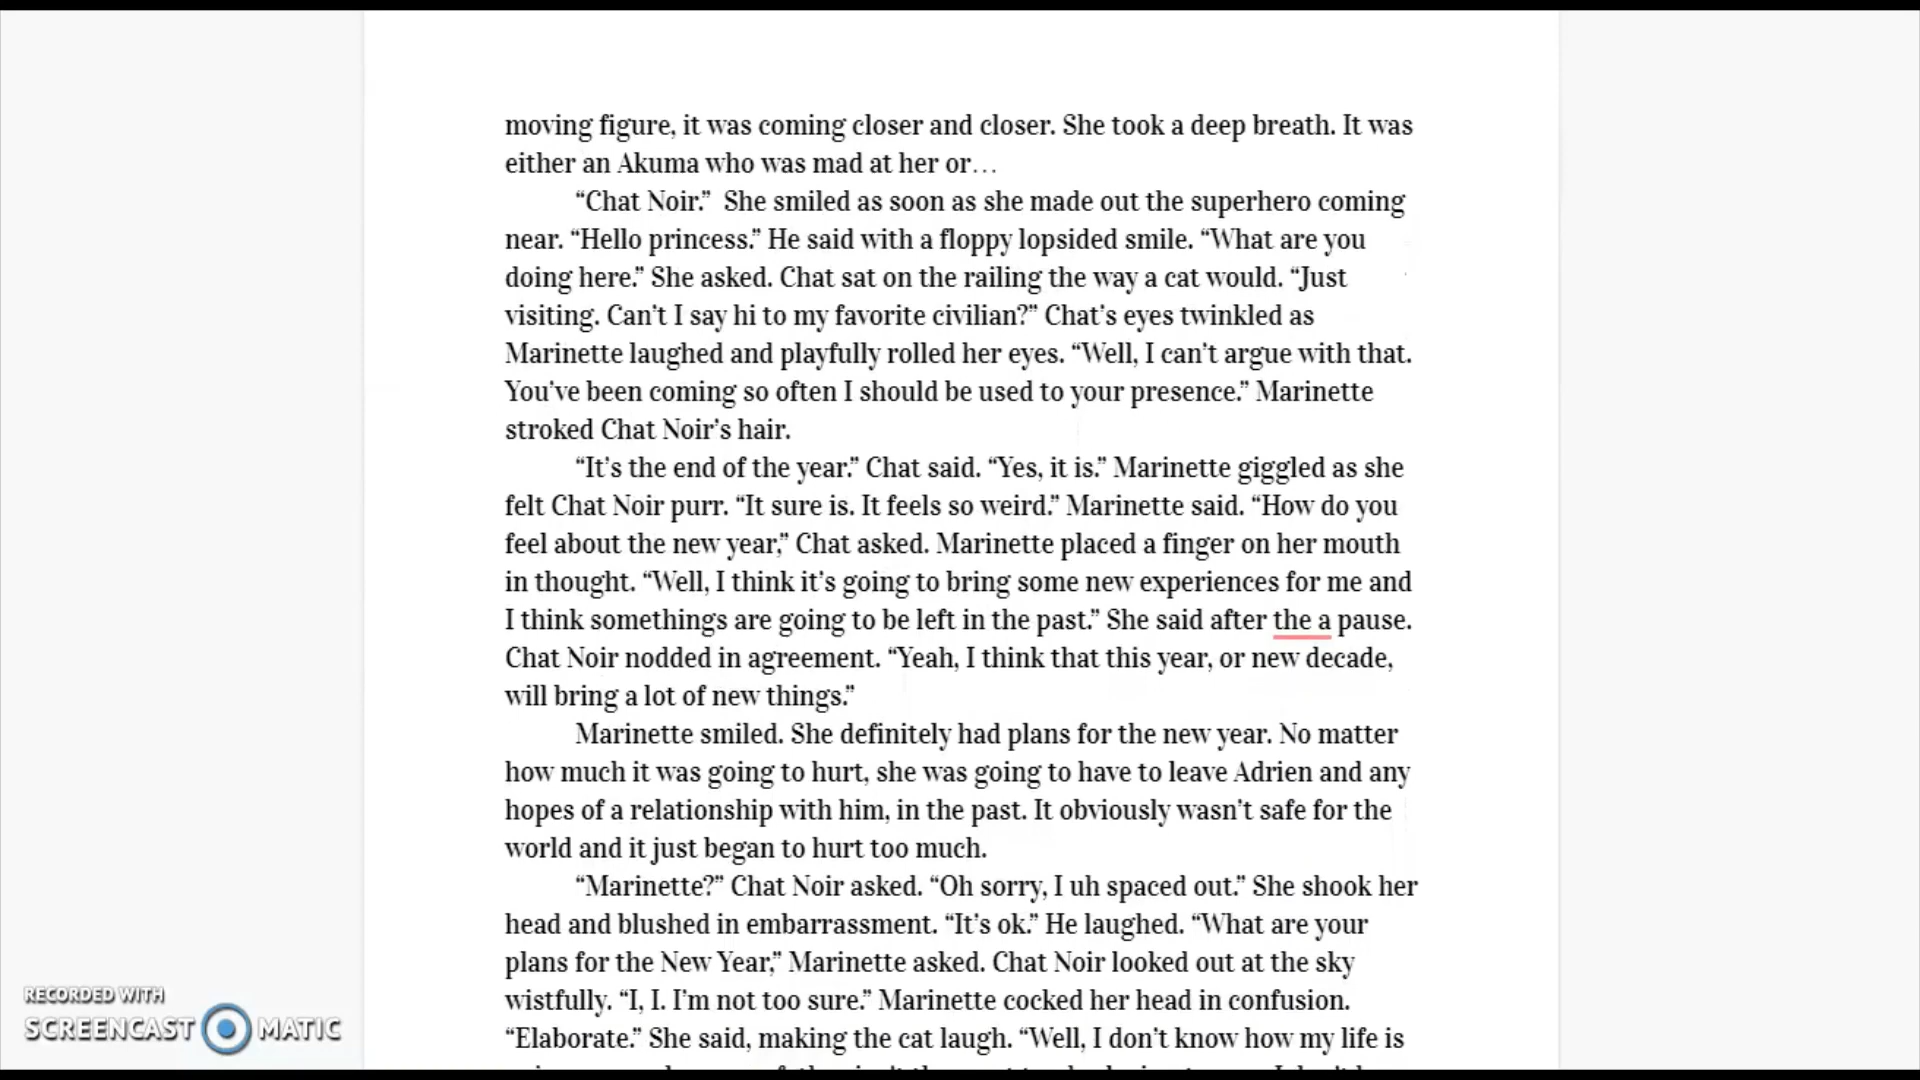 moving figure, it was coming closer and closer. She took a deep breath. It was
either an Akuma who was mad at her or…
“Chat Noir.”  She smiled as soon as she made out the superhero coming
near. “Hello princess.” He said with a floppy lopsided smile. “What are you
doing here.” She asked. Chat sat on the railing the way a cat would. “Just
visiting. Can’t I say hi to my favorite civilian?” Chat’s eyes twinkled as
Marinette laughed and playfully rolled her eyes. “Well, I can’t argue with that.
You’ve been coming so often I should be used to your presence.” Marinette
stroked Chat Noir’s hair.
“It’s the end of the year.” Chat said. “Yes, it is.” Marinette giggled as she
felt Chat Noir purr. “It sure is. It feels so weird.” Marinette said. “How do you
feel about the new year,” Chat asked. Marinette placed a finger on her mouth
in thought. “Well, I think it’s going to bring some new experiences for me and
I think somethings are going to be left in the past.” She said after the a pause.
Chat Noir nodded in agreement. “Yeah, I think that this year, or new decade,
will bring a lot of new things.”
Marinette smiled. She definitely had plans for the new year. No matter
how much it was going to hurt, she was going to have to leave Adrien and any
hopes of a relationship with him, in the past. It obviously wasn’t safe for the
world and it just began to hurt too much.
“Marinette?” Chat Noir asked. “Oh sorry, I uh spaced out.” She shook her
head and blushed in embarrassment. “It’s ok.” He laughed. “What are your
plans for the New Year,” Marinette asked. Chat Noir looked out at the sky
wistfully. “I, I. I’m not too sure.” Marinette cocked her head in confusion.
“Elaborate.” She said, making the cat laugh. “Well, I don’t know how my life is
RECORDED WITH
SCREENCAST MATIC